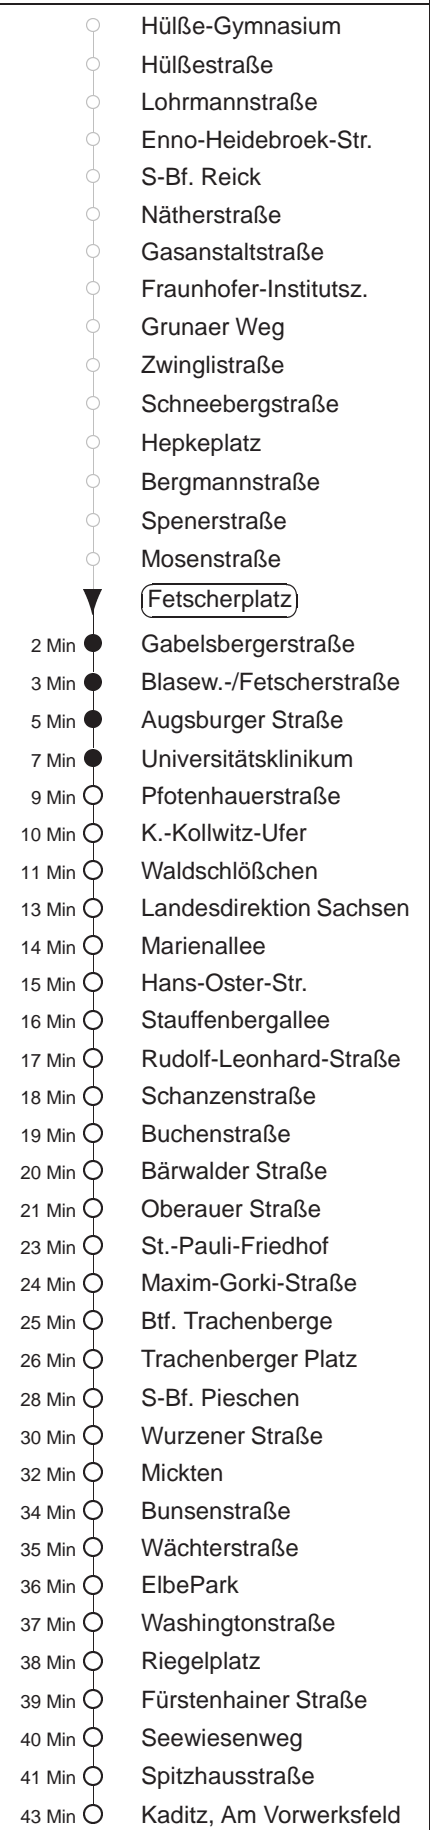 Hülße-Gymnasium
Hülßestraße
Lohrmannstraße
Enno-Heidebroek-Str.
S-Bf. Reick
Nätherstraße
Gasanstaltstraße
Fraunhofer-Institutsz.
Grunaer Weg
Zwinglistraße
Schneebergstraße
Hepkeplatz
Bergmannstraße
Spenerstraße
Mosenstraße
Fetscherplatz
2 Min Gabelsbergerstraße
3 Min Blasew.-/Fetscherstraße
5 Min Augsburger Straße
7 Min Universitätsklinikum
9 Min Pfotenhauerstraße
10 Min K.-Kollwitz-Ufer
11 Min Waldschlößchen
13 Min Landesdirektion Sachsen
14 Min Marienallee
15 Min Hans-Oster-Str.
16 Min Stauffenbergallee
17 Min Rudolf-Leonhard-Straße
18 Min Schanzenstraße
19 Min Buchenstraße
20 Min Bärwalder Straße
21 Min Oberauer Straße
23 Min St.-Pauli-Friedhof
24 Min Maxim-Gorki-Straße
25 Min Btf. Trachenberge
26 Min Trachenberger Platz
28 Min S-Bf. Pieschen
30 Min Wurzener Straße
32 Min Mickten
34 Min Bunsenstraße
35 Min Wächterstraße
36 Min ElbePark
37 Min Washingtonstraße
38 Min Riegelplatz
39 Min Fürstenhainer Straße
40 Min Seewiesenweg
41 Min Spitzhausstraße
43 Min Kaditz, Am Vorwerksfeld